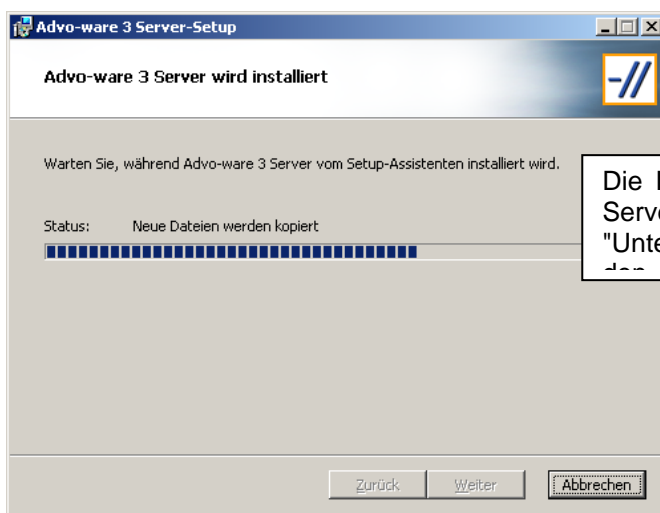 Advo-ware 3 Server-Setup
Advo-ware 3 Server wird installiert
Warten Sie, während Advo-ware 3 Server vom Setup-Assistenten installiert wird.
Die
Status: Neue Dateien werden kopiert
Zurück Weiter Abbrechen